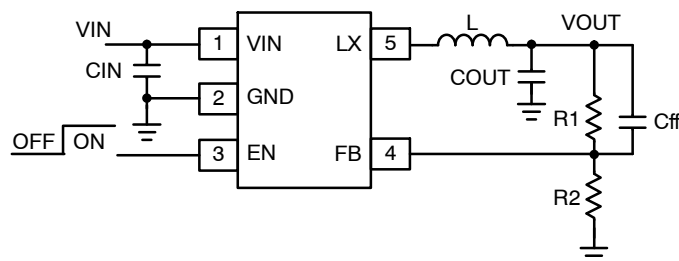 VIN
CIN
OFF
ON
1
VIN
2
GND
3
EN
LX
5
FB
4
L
COUT
VOUT
R1
Cff
R2